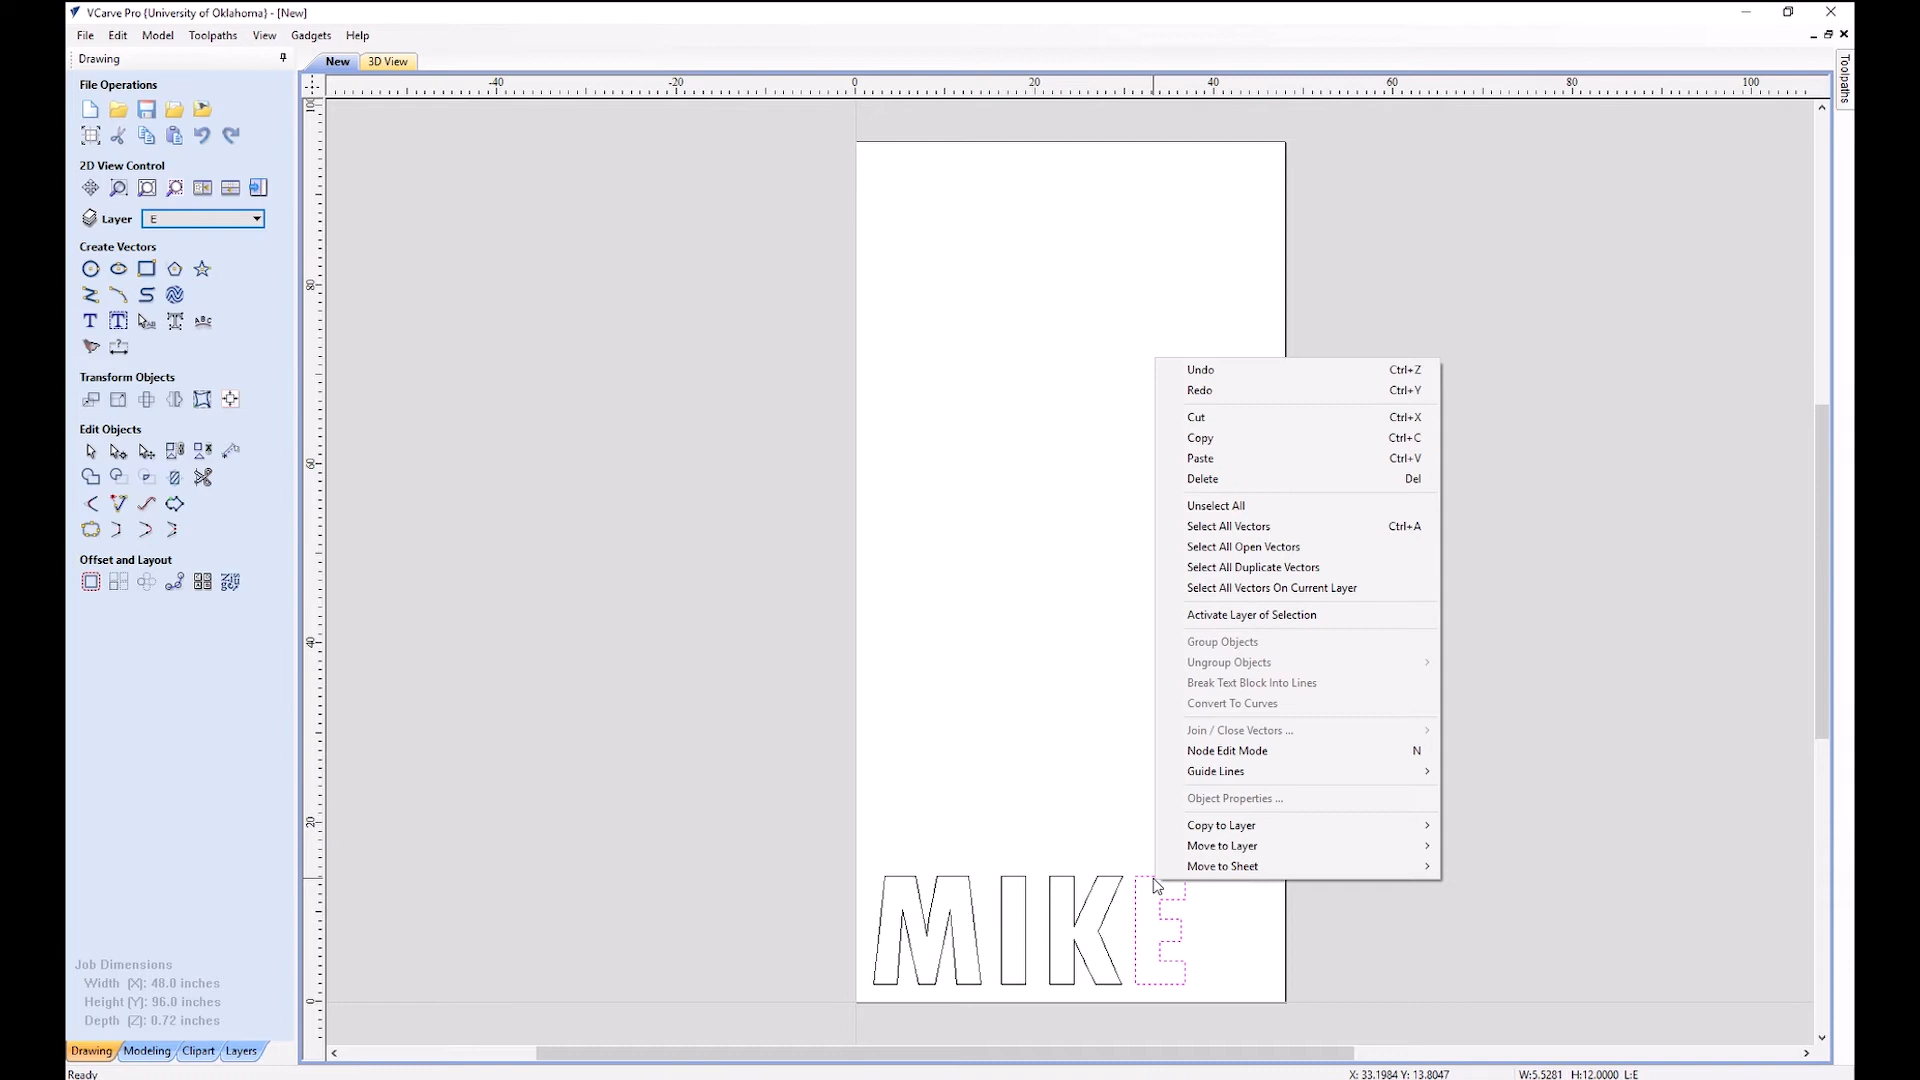 VCarve Pro {University of Oklahoma} - [New]
File Edit Model Toolpaths View Gadgets Help
Drawing
New 3D View
Toolpaths
-40 -20 0 20 40 60 80 100
100
80
60
40
20
0
File Operations
2D View Control
Layer E
Create Vectors
Transform Objects
Edit Objects
Offset and Layout
Undo Ctrl+Z
Redo Ctrl+Y
Cut Ctrl+X
Copy Ctrl+C
Paste Ctrl+V
Delete Del
Unselect All
Select All Vectors Ctrl+A
Select All Open Vectors
Select All Duplicate Vectors
Select All Vectors On Current Layer
Activate Layer of Selection
Group Objects
Ungroup Objects
Break Text Block Into Lines
Convert To Curves
Join / Close Vectors ...
Node Edit Mode N
Guide Lines
Object Properties ...
Copy to Layer
Move to Layer
Move to Sheet
MIKE
Job Dimensions
Width (X): 48.0 inches
Height (Y): 96.0 inches
Depth (Z): 0.72 inches
Drawing Modeling Clipart Layers
Ready
X: 33.1984 Y: 13.8047
W:5.5281 H:12.0000 L:E